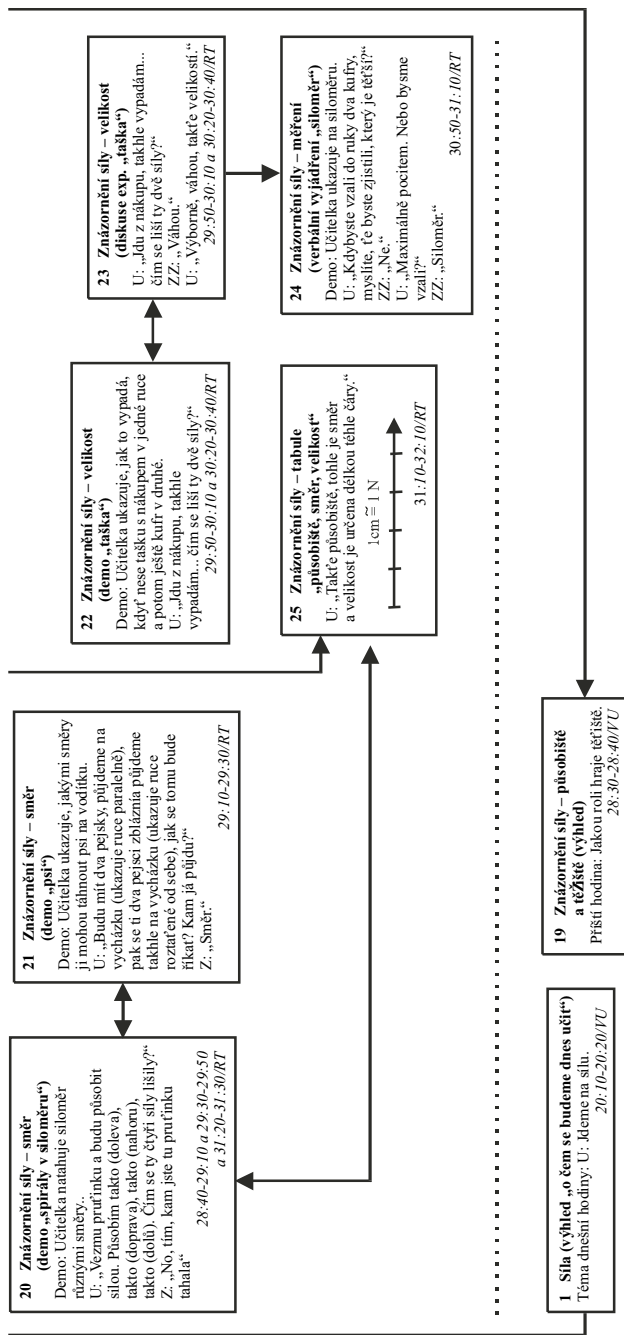 20 Znázornění síly – směr
(demo „spirály v siloměru“)
Demo: Učitelka natahuje siloměr
různými směry..
U: „Vezmu pruťinku a budu působit
silou. Působím takto (doleva),
takto (doprava), takto (nahoru),
takto (dolů). Čím se ty čtyři síly lišily?“
Z: „No, tím, kam jste tu pruťinku
tahala“
28:40-29:10 a 29:30-29:50
a 31:20-31:30/RT
21 Znázornění síly – směr
(demo „psi“)
Demo: Učitelka ukazuje, jakými směry
ji mohou táhnout psi na vodítku.
U: „Budu mít dva pejsky, půjdeme na
vycházku (ukazuje ruce paralelně),
pak se ti dva pejsci zblázní a půjdeme
takhle na vycházku (ukazuje ruce
roztaťené od sebe), jak se tomu bude
říkat? Kam já půjdu?“
Z: „Směr.“
29:10-29:30/RT
22 Znázornění síly – velikost
(demo „taška“)
Demo: Učitelka ukazuje, jak to vypadá,
kdyť nese tašku s nákupem v jedné ruce
a potom ještě kufr v druhé.
U: „Jdu z nákupu, takhle
vypadám... čím se liší ty dvě síly?“
29:50-30:10 a 30:20-30:40/RT
23 Znázornění síly – velikost
(diskuse exp. „taška“)
U: „Jdu z nákupu, takhle vypadám...
čím se liší ty dvě síly?“
ZZ: „Váhou.“
U: „Výborně, váhou, takťe velikostí.“
29:50-30:10 a 30:20-30:40/RT
25 Znázornění síly – tabule
„působiště, směr, velikost“
U: „Takťe působiště, tohle je směr
a velikost je určena délkou téhle čáry.“
1cm ≅ 1 N
31:10-32:10/RT
24 Znázornění síly – měření
(verbální vyjádření „siloměr“)
Demo: Učitelka ukazuje na siloměru.
U: „Kdybyste vzali do ruky dva kufry,
myslíte, ťe byste zjistili, který je těťší?“
ZZ: „Ne.“
U: „Maximálně pocitem. Nebo bysme
vzali?“
ZZ: „Siloměr.“
30:50-31:10/RT
1 Síla (výhled „o čem se budeme dnes učit“)
Téma dnešní hodiny: U: Jdeme na sílu.
20:10-20:20/VU
19 Znázornění síly – působiště
a těŽiště (výhled)
Příští hodina: Jakou roli hraje těťiště.
28:30-28:40/VU